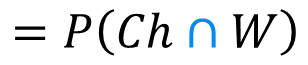 = P(Ch ∩ W)